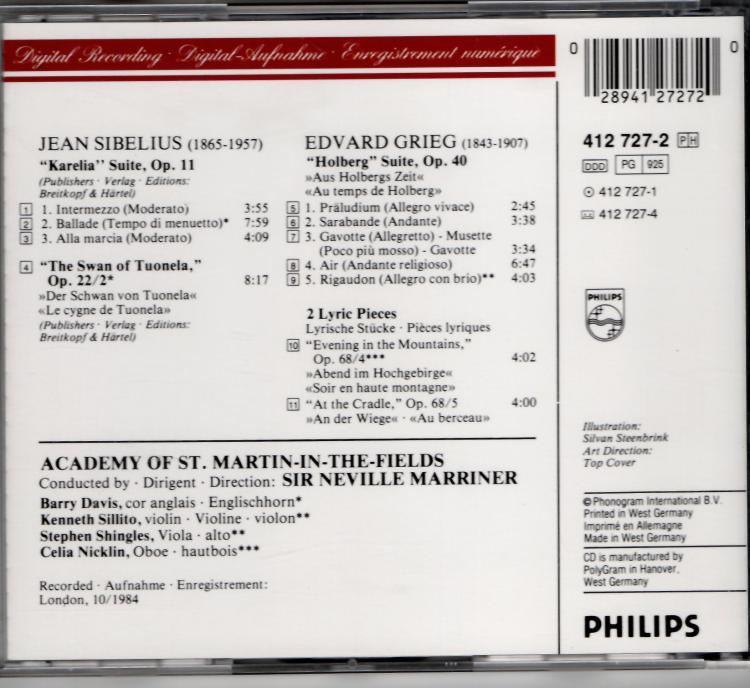 Digital Recording · Digital-Aufnahme · Enregistrement numérique
JEAN SIBELIUS (1865-1957)
“Karelia” Suite, Op. 11
(Publishers · Verlag · Editions:
Breitkopf & Härtel)
1 1. Intermezzo (Moderato) 3:55
2 2. Ballade (Tempo di menuetto)* 7:59
3 3. Alla marcia (Moderato) 4:09
4 “The Swan of Tuonela,”
Op. 22/2* 8:17
»Der Schwan von Tuonela«
«Le cygne de Tuonela»
(Publishers · Verlag · Editions:
Breitkopf & Härtel)
EDVARD GRIEG (1843-1907)
“Holberg” Suite, Op. 40
»Aus Holbergs Zeit«
«Au temps de Holberg»
5 1. Präludium (Allegro vivace) 2:45
6 2. Sarabande (Andante) 3:38
7 3. Gavotte (Allegretto) - Musette
(Poco più mosso) - Gavotte 3:34
8 4. Air (Andante religioso) 6:47
9 5. Rigaudon (Allegro con brio)** 4:03
2 Lyric Pieces
Lyrische Stücke · Pièces lyriques
10 “Evening in the Mountains,”
Op. 68/4*** 4:02
»Abend im Hochgebirge«
«Soir en haute montagne»
11 “At the Cradle,” Op. 68/5 4:00
»An der Wiege« · «Au berceau»
ACADEMY OF ST. MARTIN-IN-THE-FIELDS
Conducted by · Dirigent · Direction: SIR NEVILLE MARRINER
Barry Davis, cor anglais · Englischhorn*
Kenneth Sillito, violin · Violine · violon**
Stephen Shingles, Viola · alto**
Celia Nicklin, Oboe · hautbois***
Recorded · Aufnahme · Enregistrement:
London, 10/1984
0 28941 27272 0
412 727-2 PH
DDD PG 925
412 727-1
412 727-4
PHILIPS
Illustration:
Silvan Steenbrink
Art Direction:
Top Cover
℗ Phonogram International B.V.
Printed in West Germany
Imprimé en Allemagne
Made in West Germany
CD is manufactured by
PolyGram in Hanover,
West Germany
PHILIPS